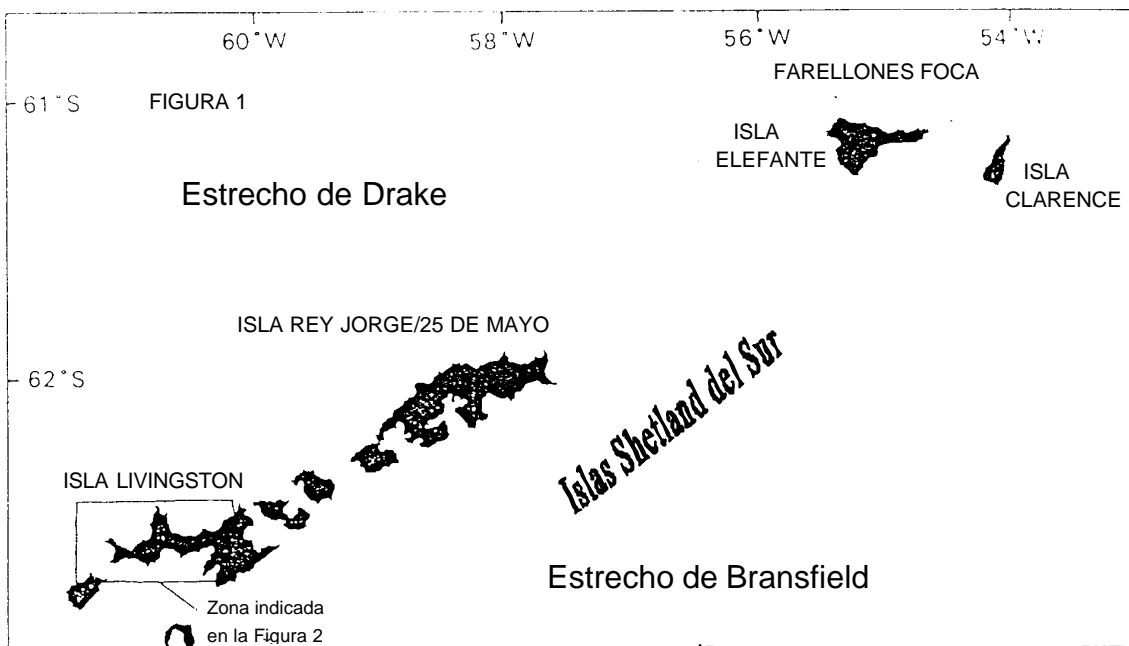 60°W
58°W
56°W
54°W
FARELLONES FOCA
61°S
FIGURA 1
ISLA
ELEFANTE
ISLA
CLARENCE
Estrecho de Drake
ISLA REY JORGE/25 DE MAYO
62°S
Islas Shetland del Sur
ISLA LIVINGSTON
Estrecho de Bransfield
Zona indicada
en la Figura 2